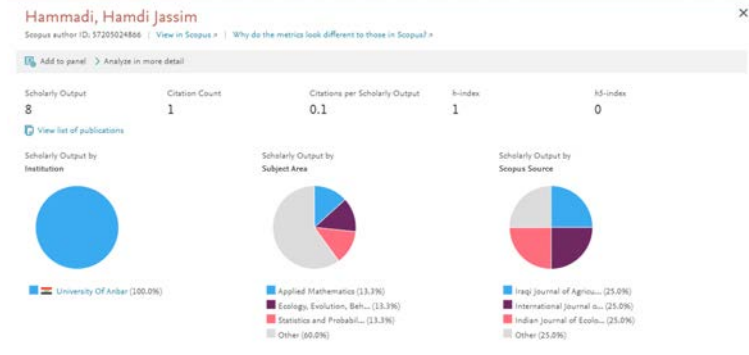 Hammadi, Hamdi Jassim
×
Scopus author ID: 57205024866 | View in Scopus » | Why do the metrics look different to those in Scopus? »
Add to panel > Analyze in more detail
Scholarly Output Citation Count Citations per Scholarly Output h-index h5-index
8 1 0.1 1 0
View list of publications
Scholarly Output by
Institution
University Of Anbar (100.0%)
Scholarly Output by
Subject Area
Applied Mathematics (13.3%)
Ecology, Evolution, Beh... (13.3%)
Statistics and Probabil... (13.3%)
Other (60.0%)
Scholarly Output by
Scopus Source
Iraqi Journal of Agricu... (25.0%)
International Journal o... (25.0%)
Indian Journal of Ecolo... (25.0%)
Other (25.0%)